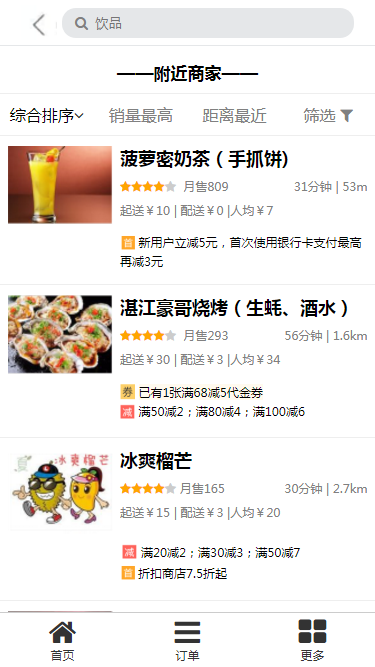 饮品
——附近商家——
综合排序 销量最高 距离最近 筛选
菠萝密奶茶（手抓饼)
月售809 31分钟 | 53m
起送￥10 | 配送￥0 |人均￥7
首 新用户立减5元，首次使用银行卡支付最高
再减3元
湛江豪哥烧烤（生蚝、酒水）
月售293 56分钟 | 1.6km
起送￥30 | 配送￥3 |人均￥34
券 已有1张满68减5代金券
减 满50减2；满80减4；满100减6
冰爽榴芒
冰爽榴芒
月售165 30分钟 | 2.7km
起送￥15 | 配送￥3 |人均￥20
减 满20减2；满30减3；满50减7
首 折扣商店7.5折起
首页 订单 更多